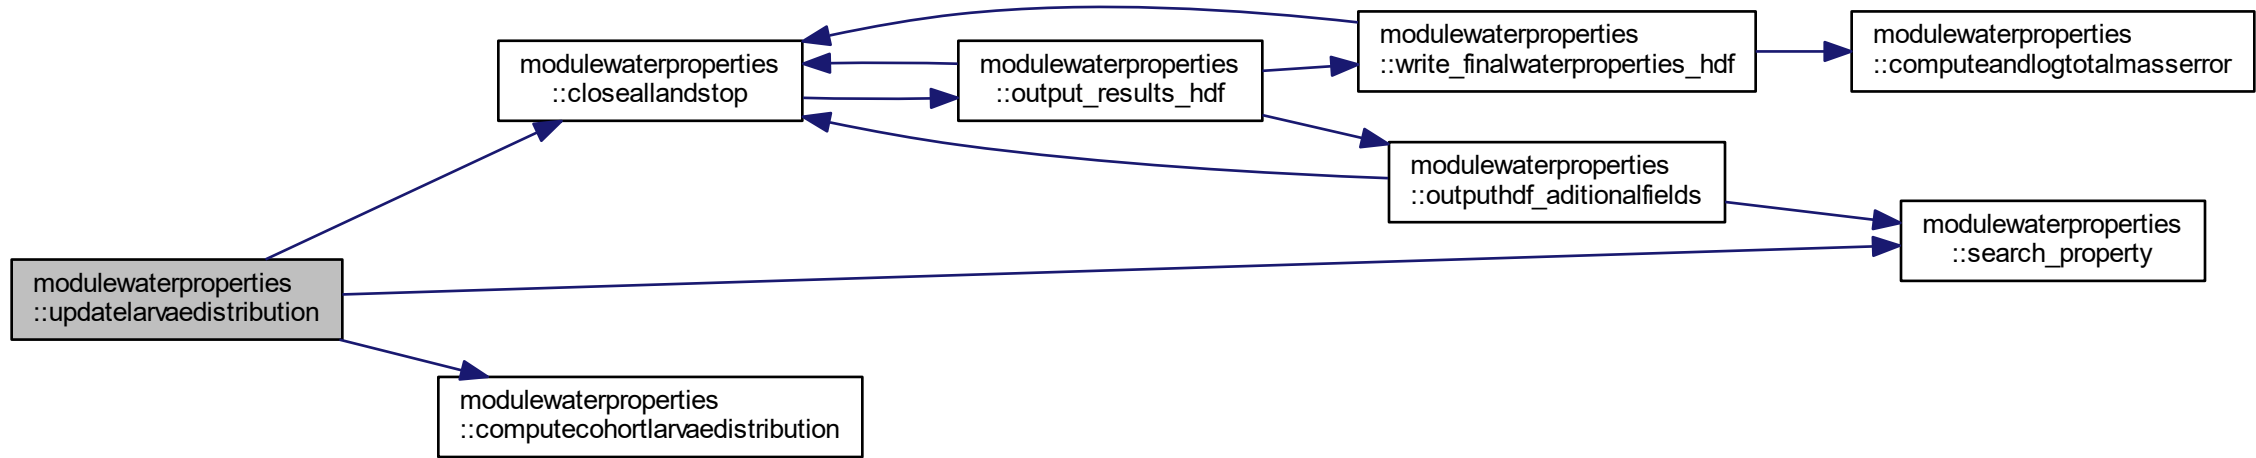 modulewaterproperties
::updatelarvaedistribution
modulewaterproperties
::closeallandstop
modulewaterproperties
::output_results_hdf
modulewaterproperties
::write_finalwaterproperties_hdf
modulewaterproperties
::computeandlogtotalmasserror
modulewaterproperties
::outputhdf_aditionalfields
modulewaterproperties
::search_property
modulewaterproperties
::computecohortlarvaedistribution